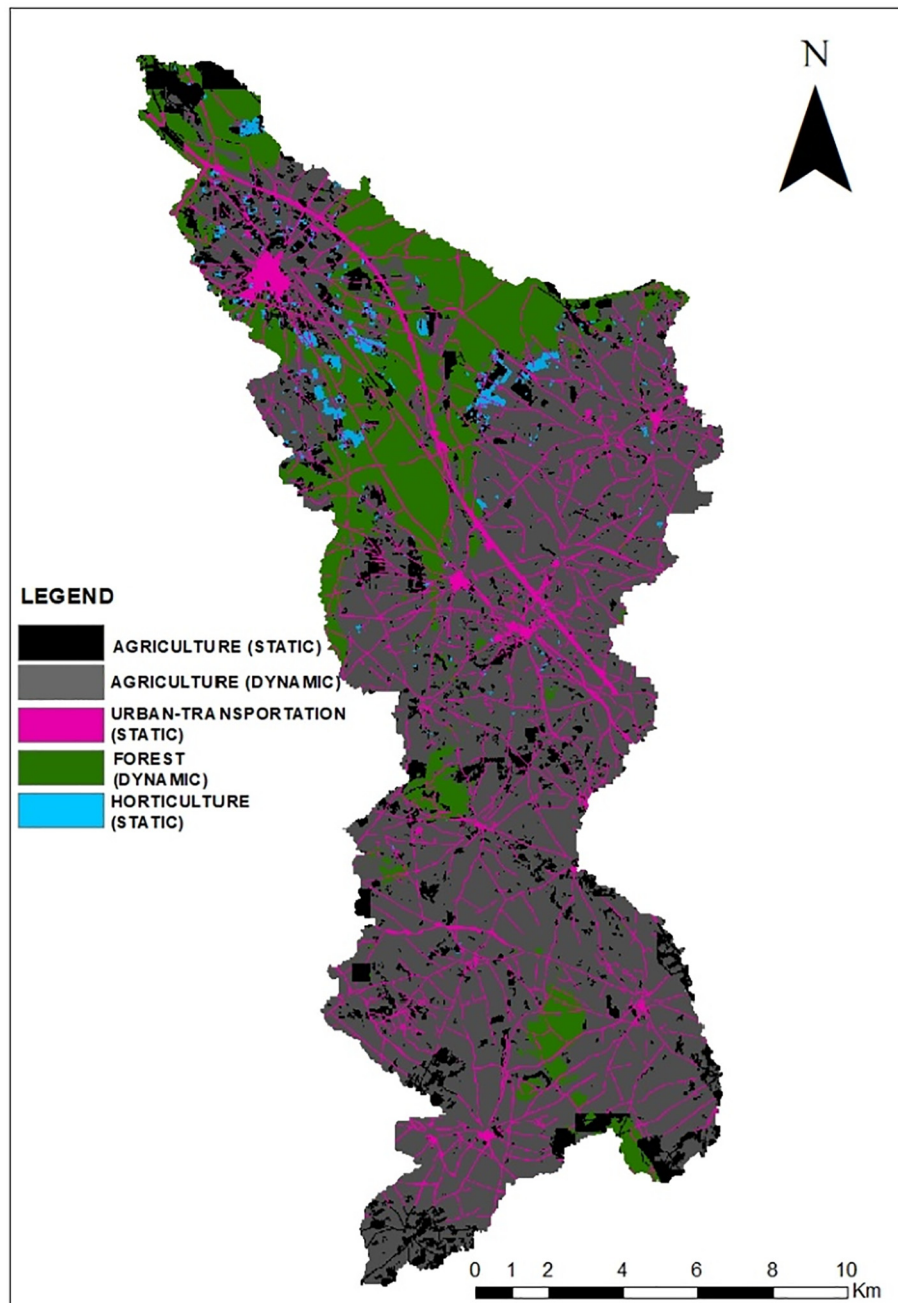 N
LEGEND
AGRICULTURE (STATIC)
AGRICULTURE (DYNAMIC)
URBAN-TRANSPORTATION
(STATIC)
FOREST
(DYNAMIC)
HORTICULTURE
(STATIC)
0 1 2 4 6 8 10
Km